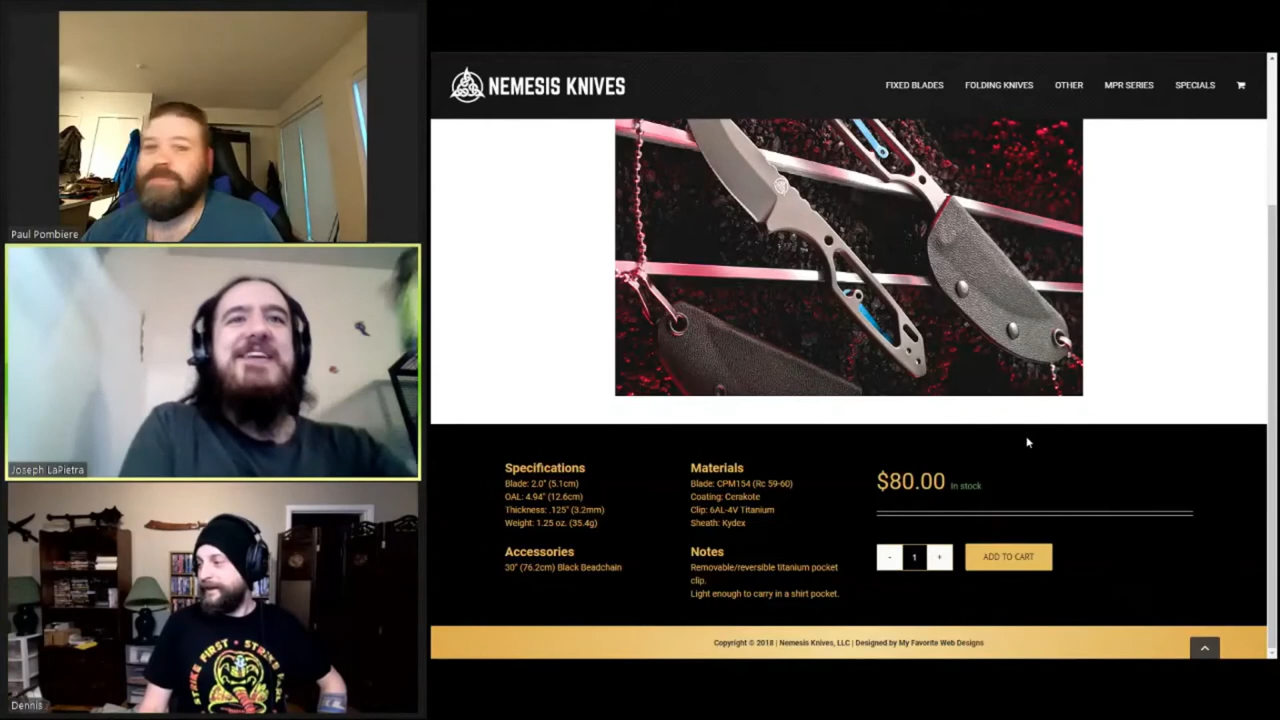 Paul Pombiere
Joseph LaPietra
Dennis
STRIKE FIRST • STRIKE HARD
NEMESIS KNIVES
FIXED BLADES
FOLDING KNIVES
OTHER
MPR SERIES
SPECIALS
Specifications
Blade: 2.0" (5.1cm)
OAL: 4.94" (12.6cm)
Thickness: .125" (3.2mm)
Weight: 1.25 oz. (35.4g)
Accessories
30" (76.2cm) Black Beadchain
Materials
Blade: CPM154 (Rc 59-60)
Coating: Cerakote
Clip: 6AL-4V Titanium
Sheath: Kydex
Notes
Removable/reversible titanium pocket
clip.
Light enough to carry in a shirt pocket.
$80.00 In stock
- 1 +
ADD TO CART
Copyright © 2018 | Nemesis Knives, LLC | Designed by My Favorite Web Designs